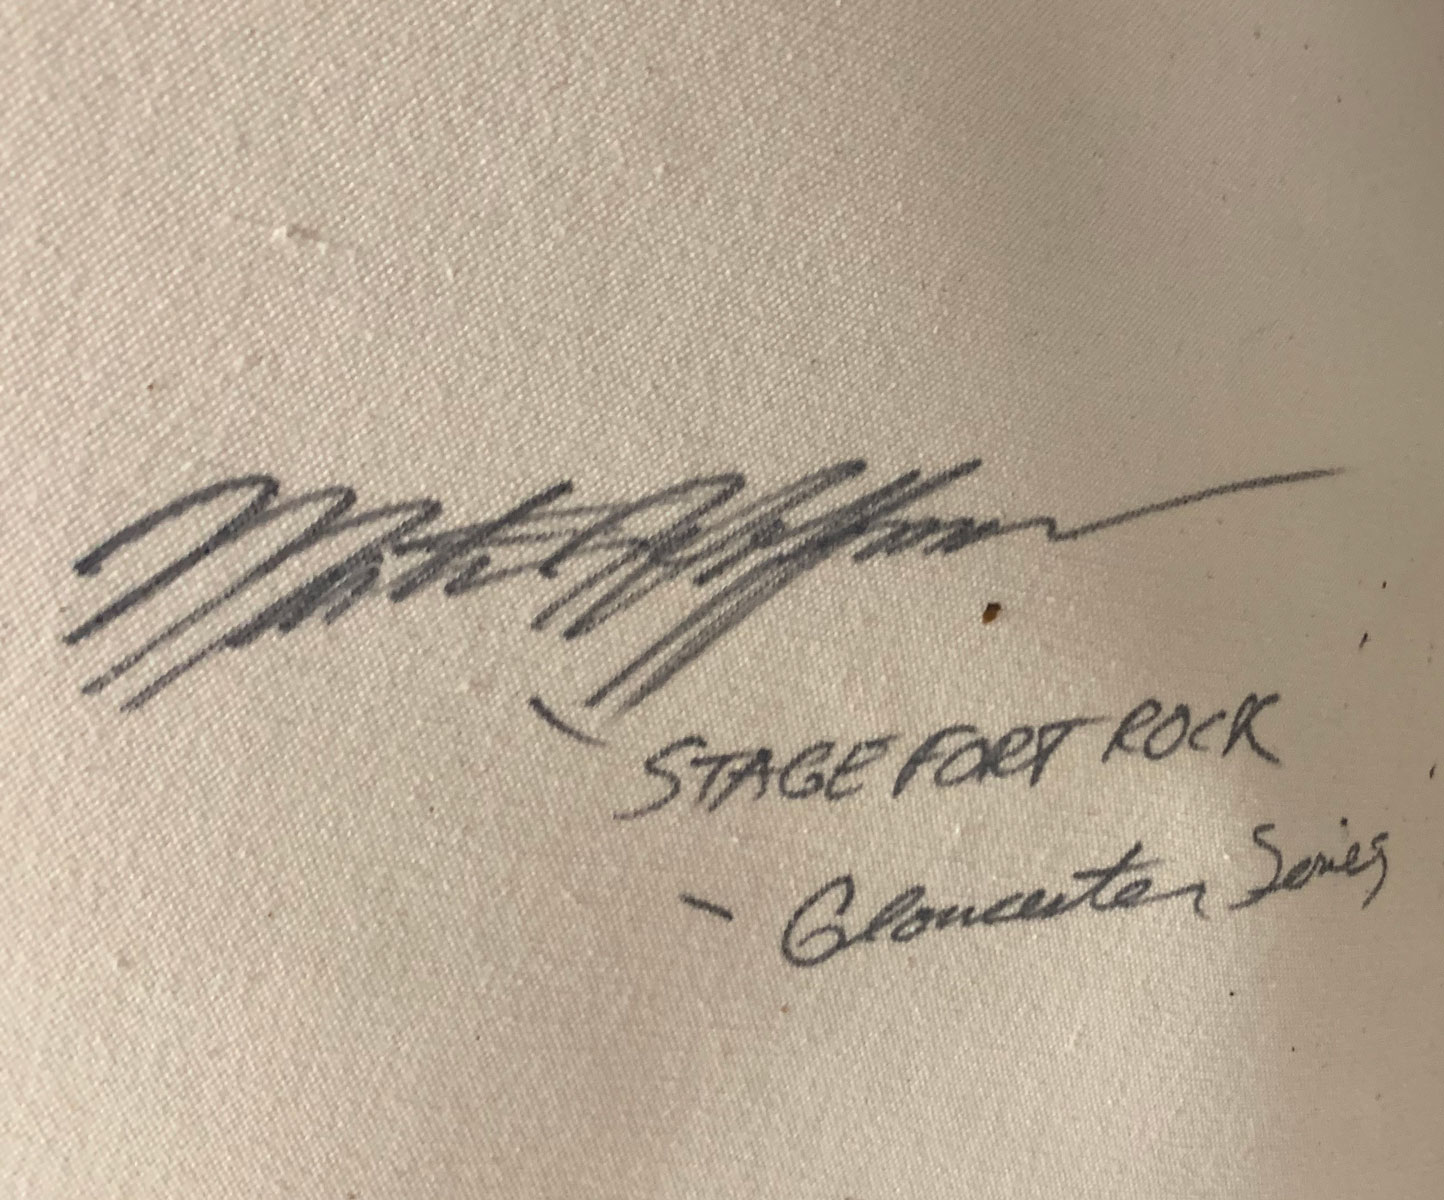 - STAGE FORT ROCK
- Gloucester Series